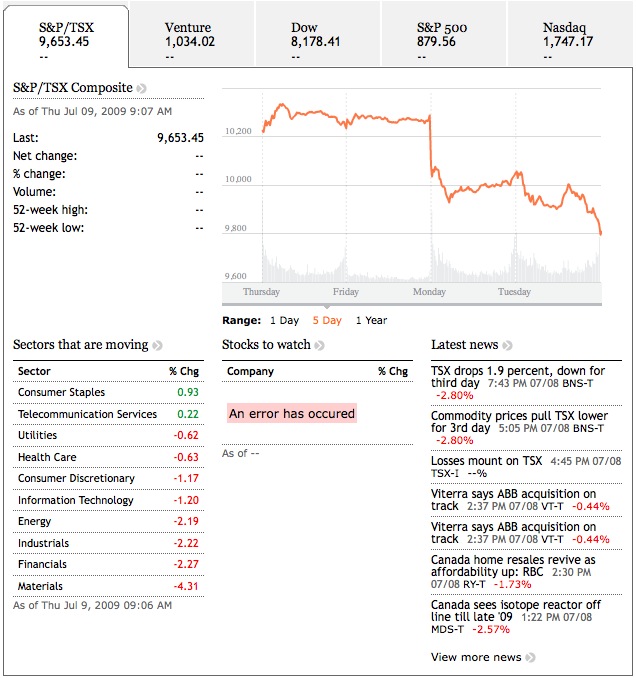 S&P/TSX
9,653.45
--
Venture
1,034.02
--
Dow
8,178.41
--
S&P 500
879.56
--
Nasdaq
1,747.17
--
S&P/TSX Composite
As of Thu Jul 09, 2009 9:07 AM
Last: 9,653.45
Net change: --
% change: --
Volume: --
52-week high: --
52-week low: --
10,200
10,000
9,800
9,600
Thursday Friday Monday Tuesday
Range: 1 Day 5 Day 1 Year
Sectors that are moving
Sector % Chg
Consumer Staples 0.93
Telecommunication Services 0.22
Utilities -0.62
Health Care -0.63
Consumer Discretionary -1.17
Information Technology -1.20
Energy -2.19
Industrials -2.22
Financials -2.27
Materials -4.31
As of Thu Jul 9, 2009 09:06 AM
Stocks to watch
Company % Chg
An error has occured
As of --
Latest news
TSX drops 1.9 percent, down for
third day 7:43 PM 07/08 BNS-T
-2.80%
Commodity prices pull TSX lower
for 3rd day 5:05 PM 07/08 BNS-T
-2.80%
Losses mount on TSX 4:45 PM 07/08
TSX-I --%
Viterra says ABB acquisition on
track 2:37 PM 07/08 VT-T -0.44%
Viterra says ABB acquisition on
track 2:37 PM 07/08 VT-T -0.44%
Canada home resales revive as
affordability up: RBC 2:30 PM
07/08 RY-T -1.73%
Canada sees isotope reactor off
line till late '09 1:22 PM 07/08
MDS-T -2.57%
View more news